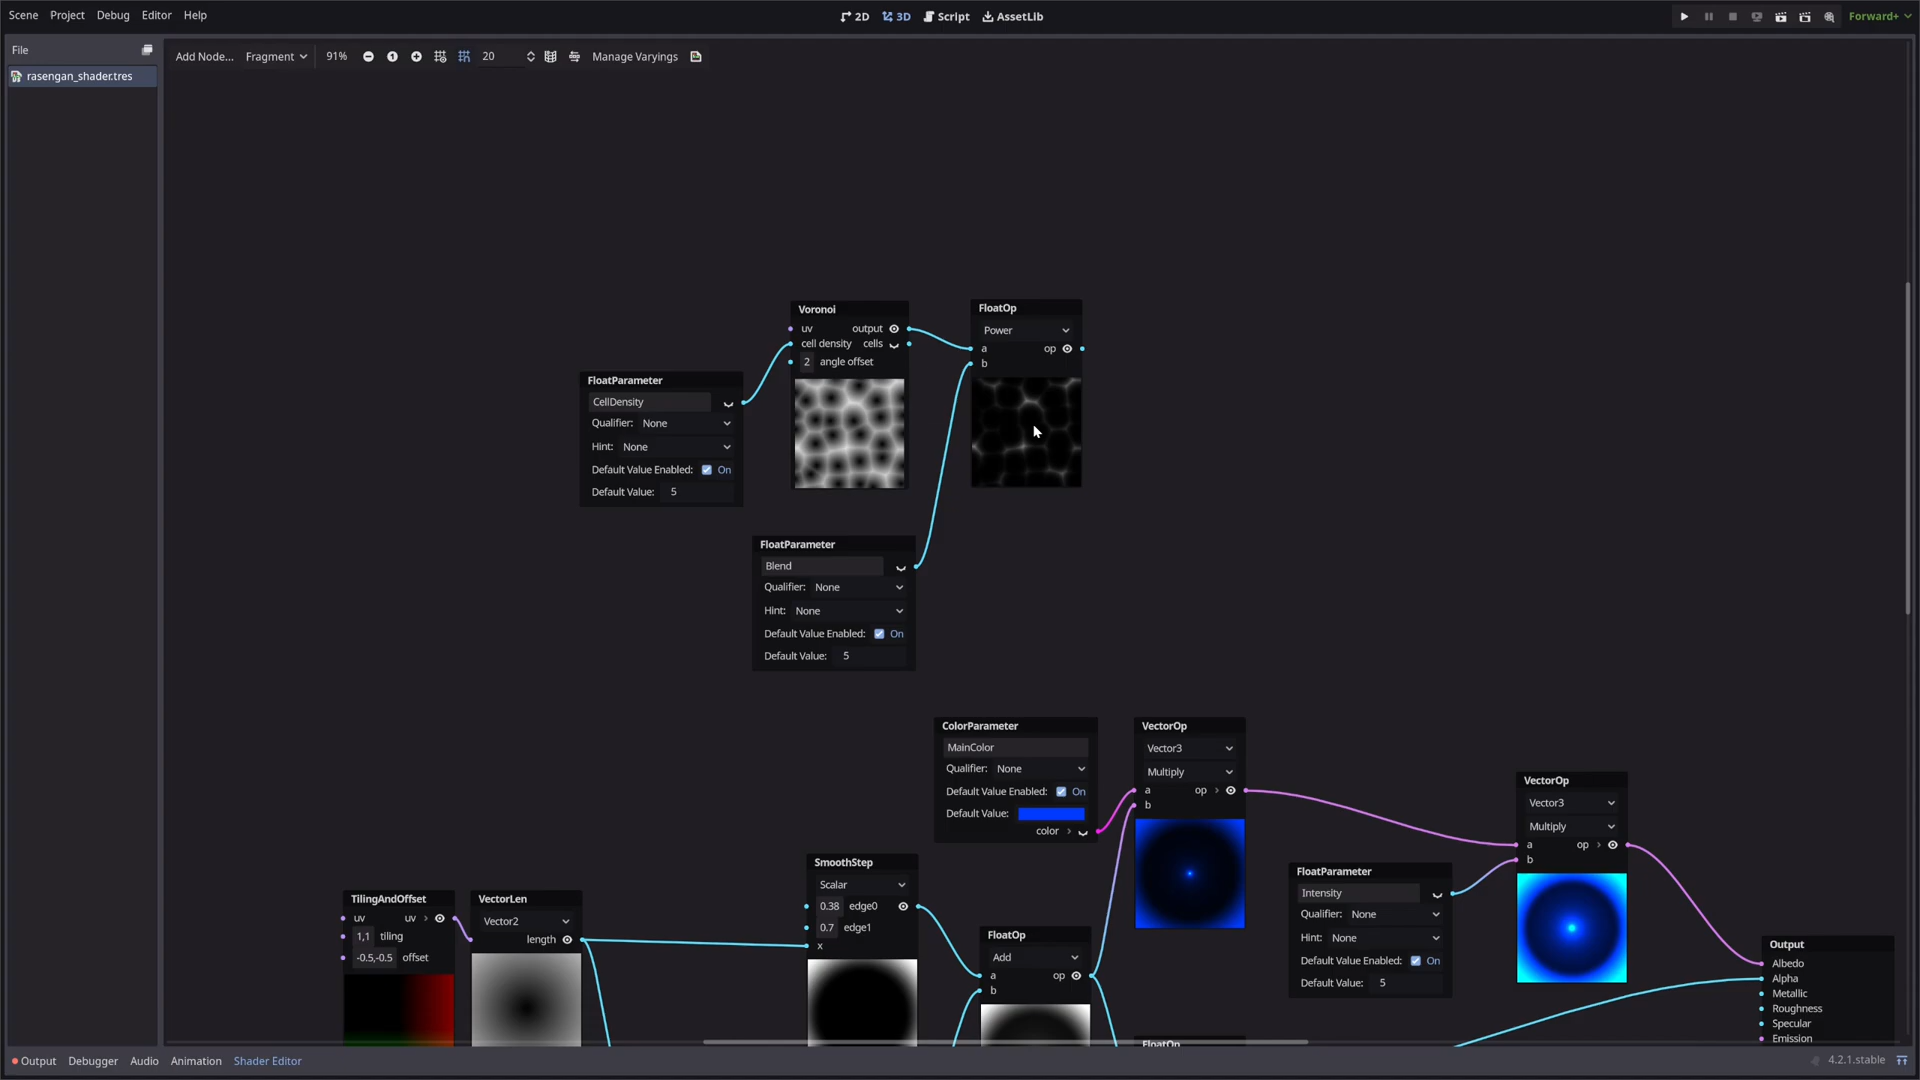 Scene Project Debug Editor Help
2D 3D Script AssetLib
Forward+
File
Add Node... Fragment 91% 1 20 Manage Varyings
rasengan_shader.tres
Voronoi
uv output
cell density cells
2 angle offset
FloatOp
Power
a op
b
FloatParameter
CellDensity
Qualifier: None
Hint: None
Default Value Enabled: On
Default Value: 5
FloatParameter
Blend
Qualifier: None
Hint: None
Default Value Enabled: On
Default Value: 5
ColorParameter
MainColor
Qualifier: None
Default Value Enabled: On
Default Value:
color
VectorOp
Vector3
Multiply
a op
b
VectorOp
Vector3
Multiply
a op
b
FloatParameter
Intensity
Qualifier: None
Hint: None
Default Value Enabled: On
Default Value: 5
SmoothStep
Scalar
0.38 edge0
0.7 edge1
x
TilingAndOffset
uv uv
1,1 tiling
-0.5,-0.5 offset
VectorLen
Vector2
length
FloatOp
Add
a op
b
Output
Albedo
Alpha
Metallic
Roughness
Specular
Emission
FloatOp
Output Debugger Audio Animation Shader Editor
4.2.1.stable